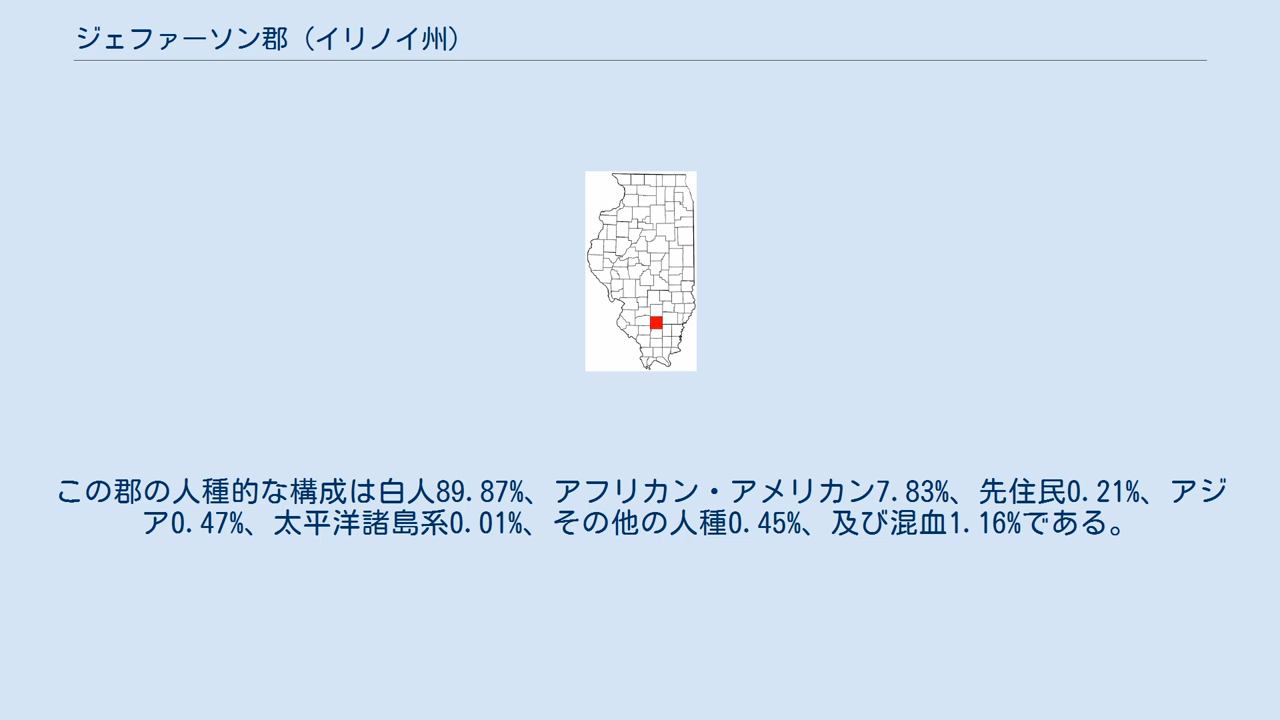 ジェファーソン郡（イリノイ州）
この郡の人種的な構成は白人89.87%、アフリカン・アメリカン7.83%、先住民0.21%、アジ
ア0.47%、太平洋諸島系0.01%、その他の人種0.45%、及び混血1.16%である。